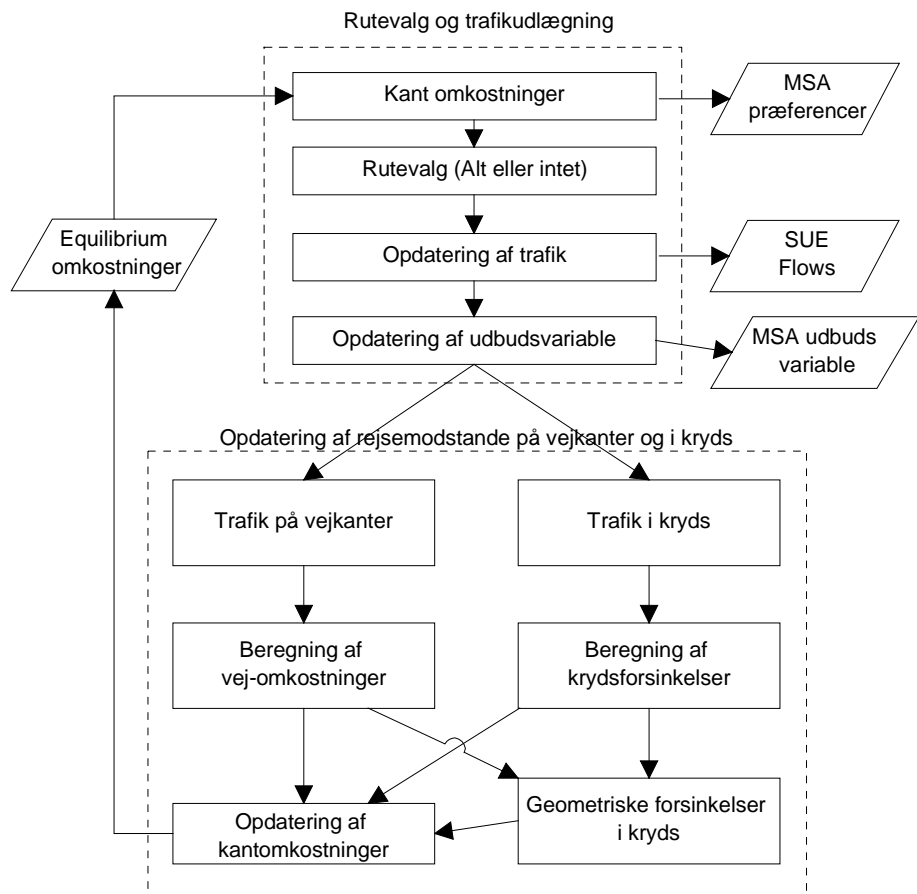 Rutevalg og trafikudlægning
Kant omkostninger
MSA
præferencer
Rutevalg (Alt eller intet)
Equilibrium
omkostninger
Opdatering af trafik
SUE
Flows
Opdatering af udbudsvariable
MSA udbuds
variable
Opdatering af rejsemodstande på vejkanter og i kryds
Trafik på vejkanter
Trafik i kryds
Beregning af
vej-omkostninger
Beregning af
krydsforsinkelser
Opdatering af
kantomkostninger
Geometriske forsinkelser
i kryds